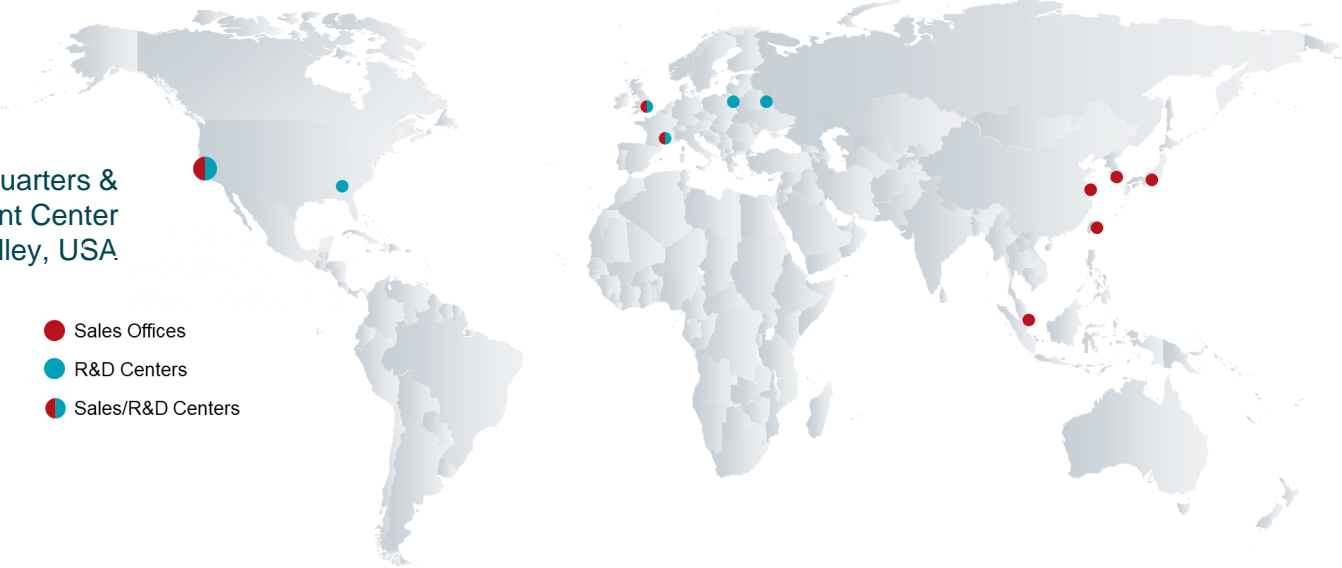 uarters &
nt Center
lley, USA
Sales Offices
R&D Centers
Sales/R&D Centers